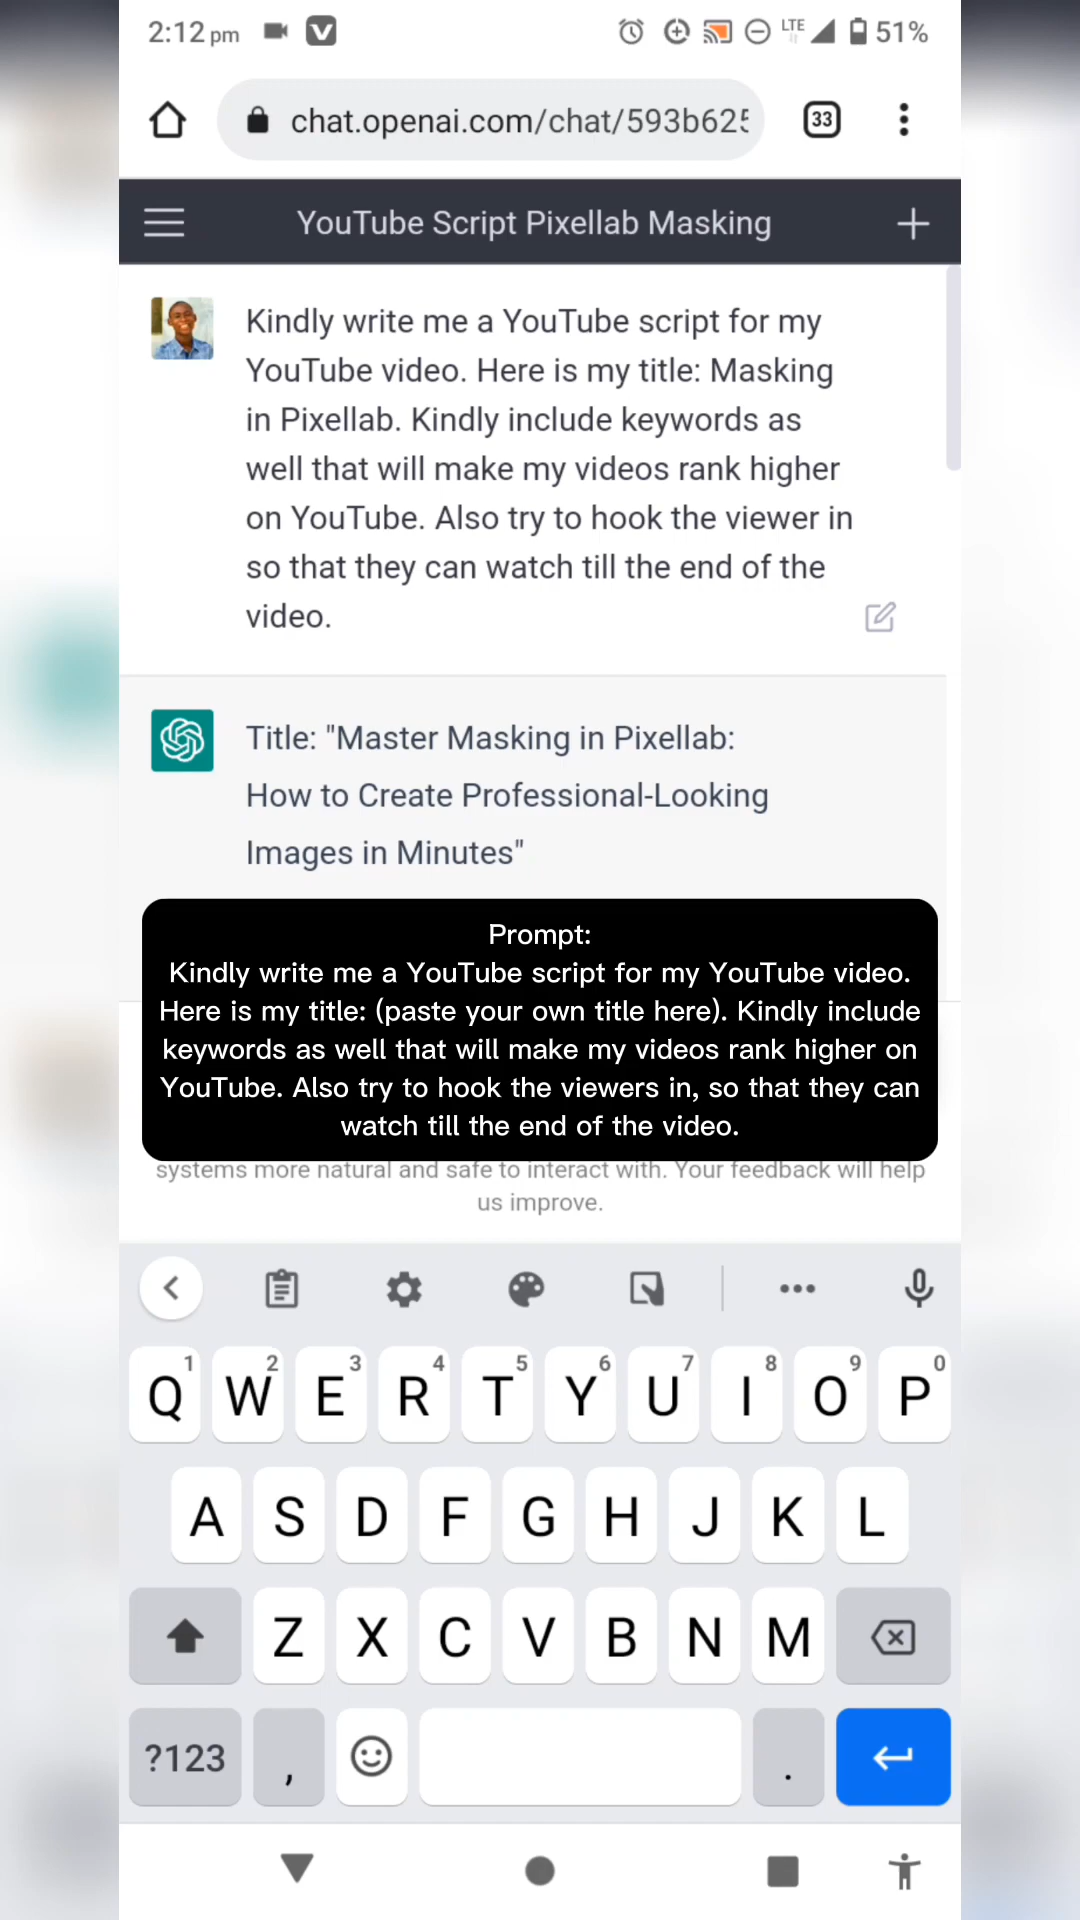 2:12 pm
LTE
51%
chat.openai.com/chat/593b625
33
YouTube Script Pixellab Masking
Kindly write me a YouTube script for my
YouTube video. Here is my title: Masking
in Pixellab. Kindly include keywords as
well that will make my videos rank higher
on YouTube. Also try to hook the viewer in
so that they can watch till the end of the
video.
Title: "Master Masking in Pixellab:
How to Create Professional-Looking
Images in Minutes"
Prompt:
Kindly write me a YouTube script for my YouTube video.
Here is my title: (paste your own title here). Kindly include
keywords as well that will make my videos rank higher on
YouTube. Also try to hook the viewers in, so that they can
watch till the end of the video.
systems more natural and safe to interact with. Your feedback will help
us improve.
1 2 3 4 5 6 7 8 9 0
Q W E R T Y U I O P
A S D F G H J K L
Z X C V B N M
?123 , .